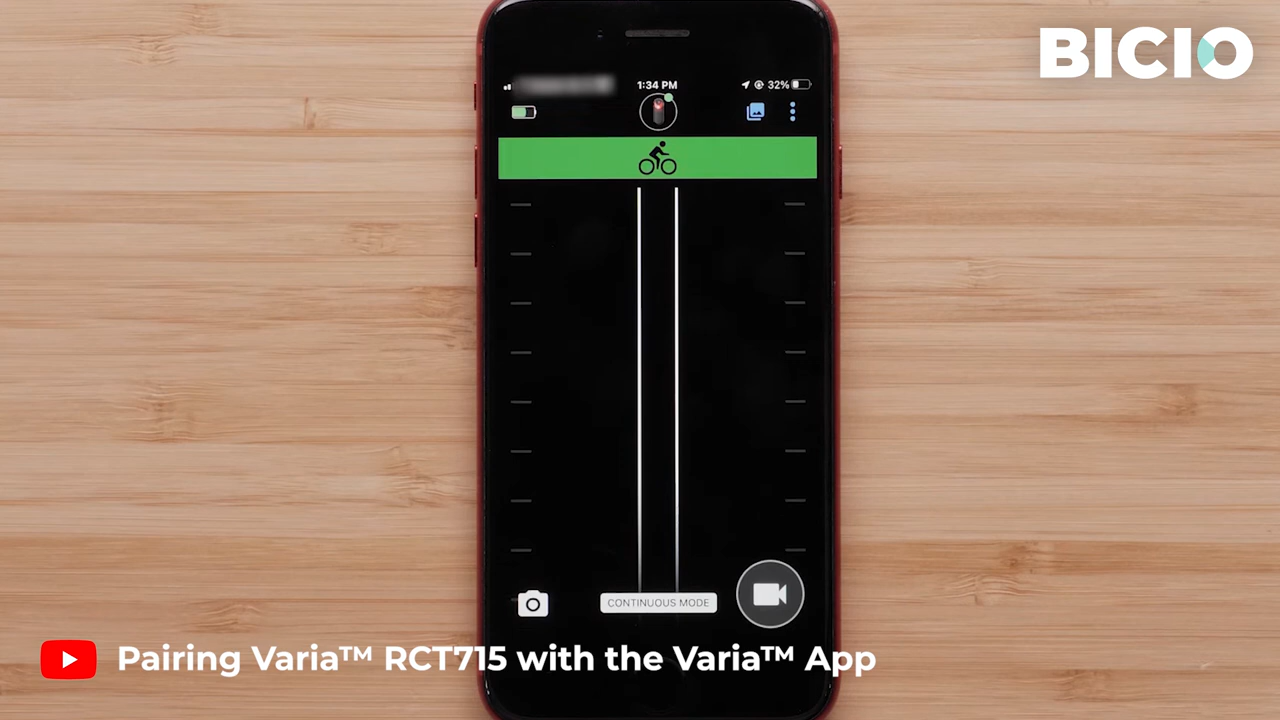 BICIO
1:34 PM
32%
CONTINUOUS MODE
Pairing Varia™ RCT715 with the Varia™ App